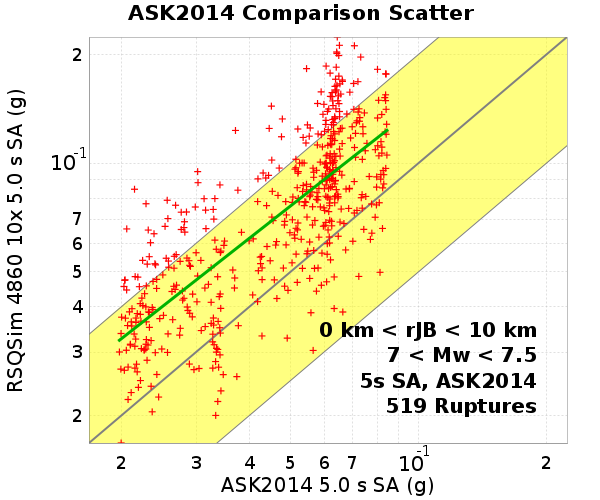 ASK2014 Comparison Scatter
RSQSim 4860 10x 5.0 s SA (g)
2
10-1
7
6
5
4
3
2
0 km < rJB < 10 km
7 < Mw < 7.5
5s SA, ASK2014
519 Ruptures
2 3 4 5 6 7 10-1 2
ASK2014 5.0 s SA (g)